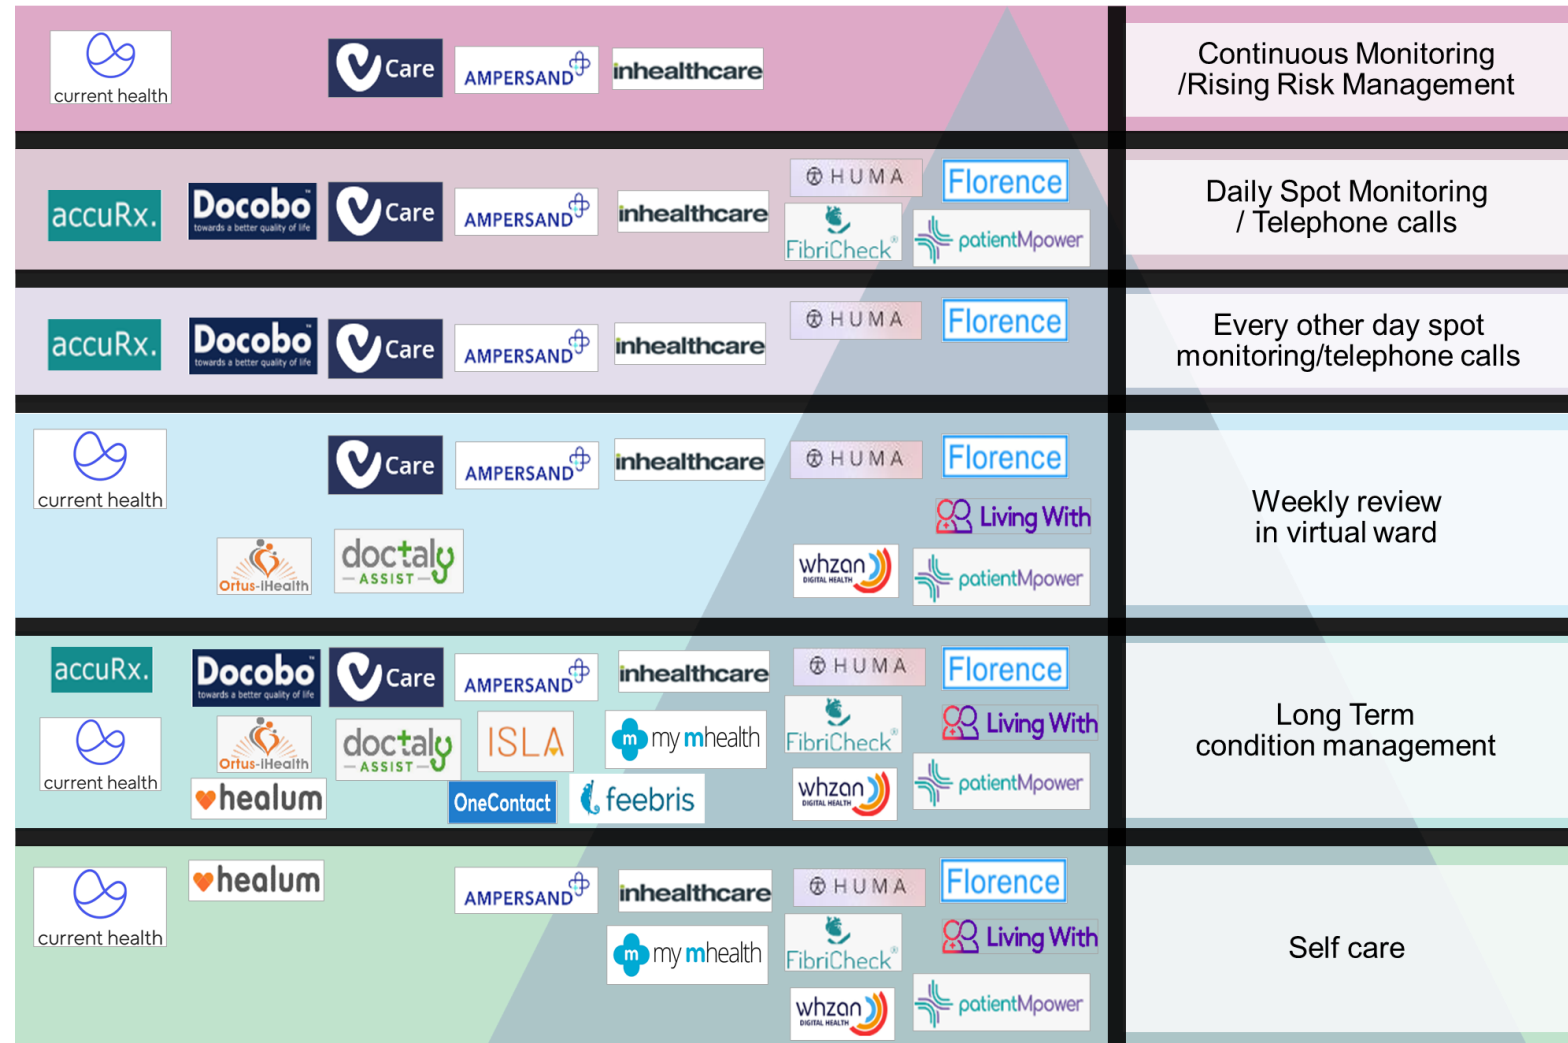 current health
Care
AMPERSAND
inhealthcare
Continuous Monitoring
/Rising Risk Management
accuRx.
Docobo™
towards a better quality of life
Care
AMPERSAND
inhealthcare
HUMA
Florence
FibriCheck®
patientMpower
Daily Spot Monitoring
/ Telephone calls
accuRx.
Docobo™
towards a better quality of life
Care
AMPERSAND
inhealthcare
HUMA
Florence
Every other day spot
monitoring/telephone calls
current health
Care
AMPERSAND
inhealthcare
HUMA
Florence
Living With
Ortus-iHealth
doctaly
ASSIST
whzan
DIGITAL HEALTH
patientMpower
Weekly review
in virtual ward
accuRx.
Docobo™
towards a better quality of life
Care
AMPERSAND
inhealthcare
HUMA
Florence
current health
Ortus-iHealth
doctaly
ASSIST
ISLA
m my mhealth
FibriCheck®
Living With
healum
OneContact
feebris
whzan
DIGITAL HEALTH
patientMpower
Long Term
condition management
current health
healum
AMPERSAND
inhealthcare
HUMA
Florence
m my mhealth
FibriCheck®
Living With
whzan
DIGITAL HEALTH
patientMpower
Self care